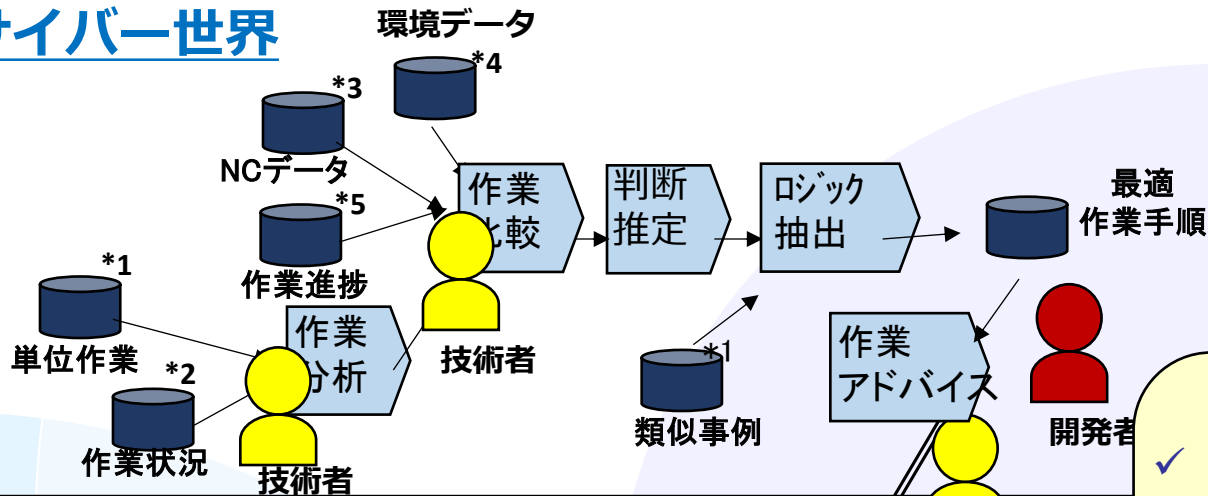 サイバー世界
環境データ
*4
*3
NCデータ
*5
作業進捗
*1
単位作業
*2
作業状況
作業
分析
技術者
作業
比較
技術者
判断
推定
ロジック
抽出
*1
類似事例
最適
作業手順
作業
アドバイス
開発者
✓